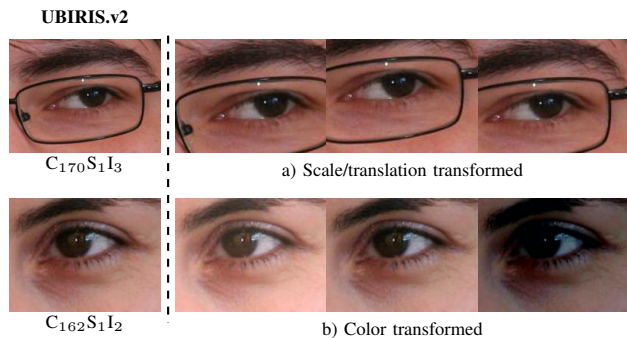 UBIRIS.v2
C₁₇₀S₁I₃
a) Scale/translation transformed
C₁₆₂S₁I₂
b) Color transformed